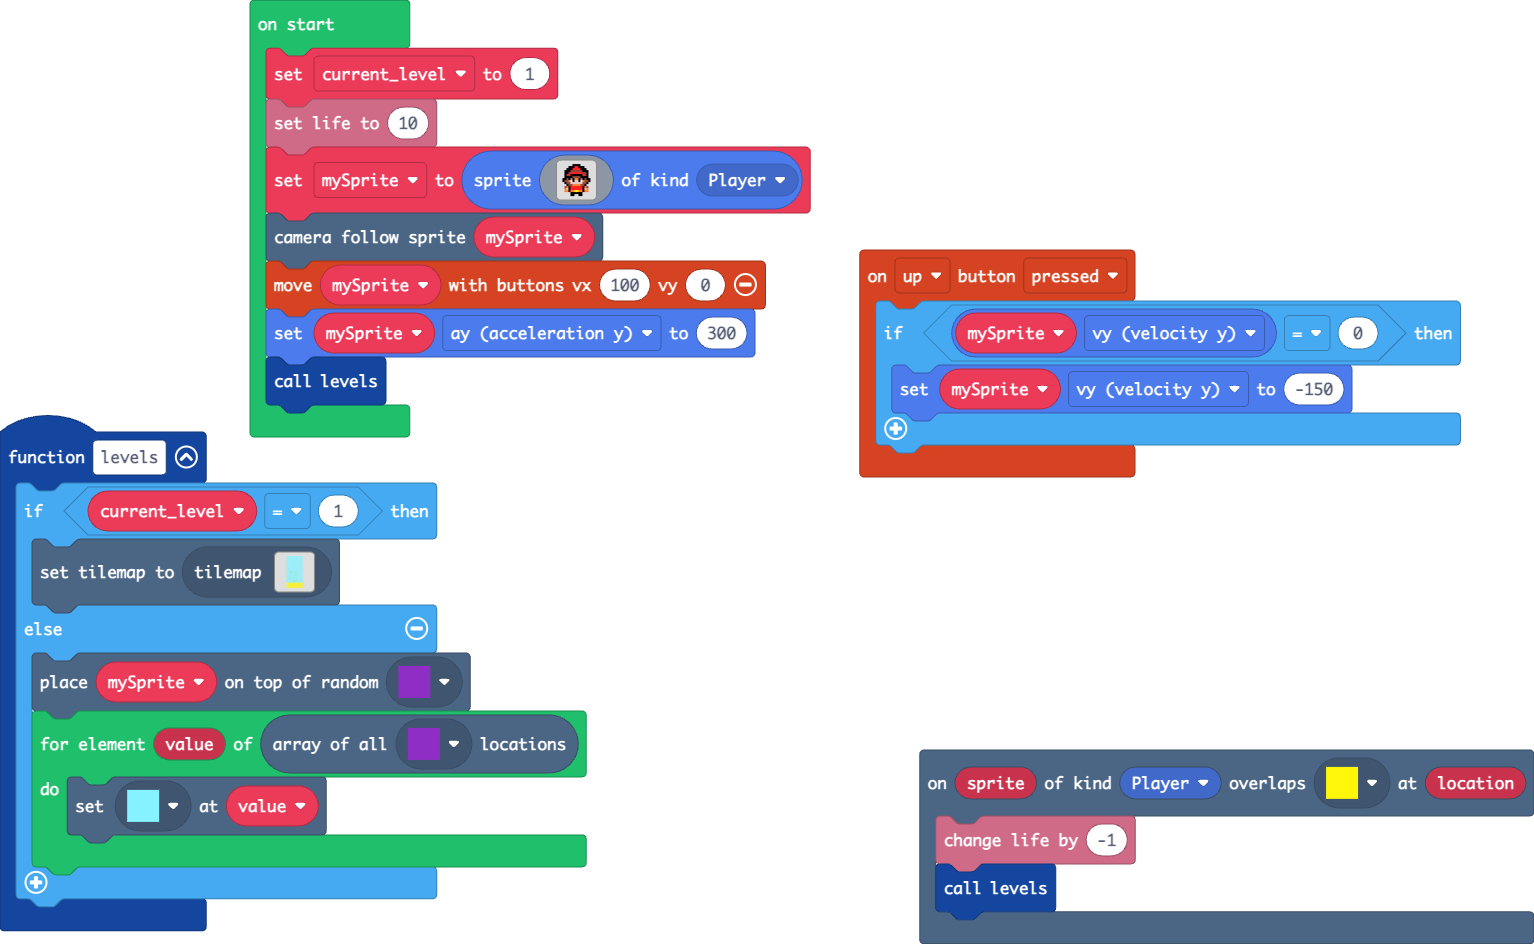 on start
set current_level to 1
set life to 10
set mySprite to sprite of kind Player
camera follow sprite mySprite
move mySprite with buttons vx 100 vy 0
set mySprite ay (acceleration y) to 300
call levels
on up button pressed
if mySprite vy (velocity y) = 0 then
set mySprite vy (velocity y) to -150
function levels
if current_level = 1 then
set tilemap to tilemap
else
place mySprite on top of random
for element value of array of all locations
do
set at value
on sprite of kind Player overlaps at location
change life by -1
call levels